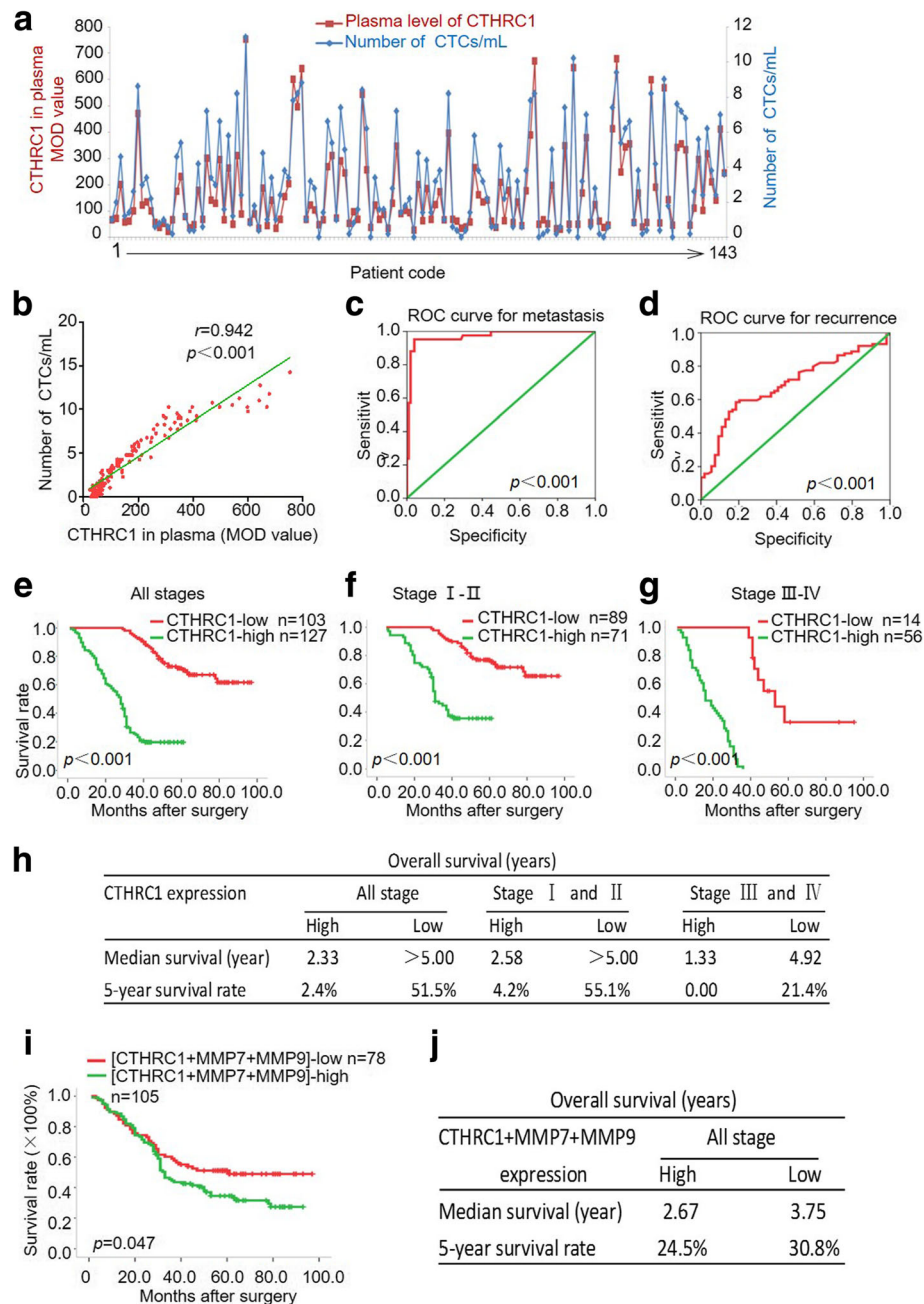 a
Plasma level of CTHRC1
Number of CTCs/mL
CTHRC1 in plasma
MOD value
800
700
600
500
400
300
200
100
0
12
10
8
6
4
2
0
Number of CTCs/mL
1
143
Patient code
b
r=0.942
p<0.001
Number of CTCs/mL
20
15
10
5
0
0 200 400 600 800
CTHRC1 in plasma (MOD value)
c
ROC curve for metastasis
Sensitivit
y
1.0
0.8
0.6
0.4
0.2
0.0
p<0.001
0.0 0.2 0.4 0.6 0.8 1.0
Specificity
d
ROC curve for recurrence
Sensitivit
y
1.0
0.8
0.6
0.4
0.2
0.0
p<0.001
0.0 0.2 0.4 0.6 0.8 1.0
Specificity
e
All stages
CTHRC1-low n=103
CTHRC1-high n=127
Survival rate
1.0
0.8
0.6
0.4
0.2
0.0
p<0.001
0.0 20.0 40.0 60.0 80.0 100.0
Months after surgery
f
Stage Ⅰ-Ⅱ
CTHRC1-low n=89
CTHRC1-high n=71
1.0
0.8
0.6
0.4
0.2
0.0
p<0.001
0.0 20.0 40.0 60.0 80.0 100.0
Months after surgery
g
Stage Ⅲ-Ⅳ
CTHRC1-low n=14
CTHRC1-high n=56
1.0
0.8
0.6
0.4
0.2
0.0
p<0.001
0.0 20.0 40.0 60.0 80.0 100.0
Months after surgery
h
Overall survival (years)
CTHRC1 expression All stage Stage Ⅰ and Ⅱ Stage Ⅲ and Ⅳ
High Low High Low High Low
Median survival (year) 2.33 >5.00 2.58 >5.00 1.33 4.92
5-year survival rate 2.4% 51.5% 4.2% 55.1% 0.00 21.4%
i
[CTHRC1+MMP7+MMP9]-low n=78
[CTHRC1+MMP7+MMP9]-high
n=105
Survival rate (×100%)
1.0
0.8
0.6
0.4
0.2
0.0
p=0.047
0 20.0 40.0 60.0 80.0 100.0
Months after surgery
j
Overall survival (years)
CTHRC1+MMP7+MMP9 All stage
expression High Low
Median survival (year) 2.67 3.75
5-year survival rate 24.5% 30.8%